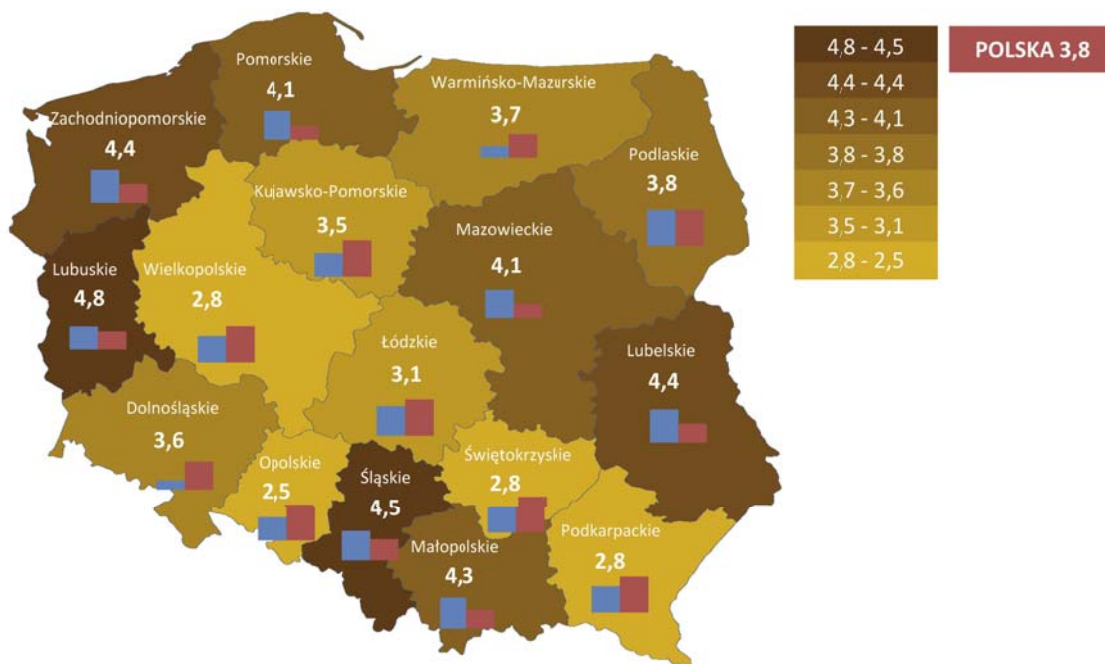 Pomorskie
4,1
Warmińsko-Mazurskie
3,7
Zachodniopomorskie
4,4
Podlaskie
3,8
Kujawsko-Pomorskie
3,5
Mazowieckie
4,1
Lubuskie
4,8
Wielkopolskie
2,8
Łódzkie
3,1
Lubelskie
4,4
Dolnośląskie
3,6
Opolskie
2,5
Śląskie
4,5
Świętokrzyskie
2,8
Małopolskie
4,3
Podkarpackie
2,8
4,8 - 4,5
4,4 - 4,4
4,3 - 4,1
3,8 - 3,8
3,7 - 3,6
3,5 - 3,1
2,8 - 2,5
POLSKA 3,8